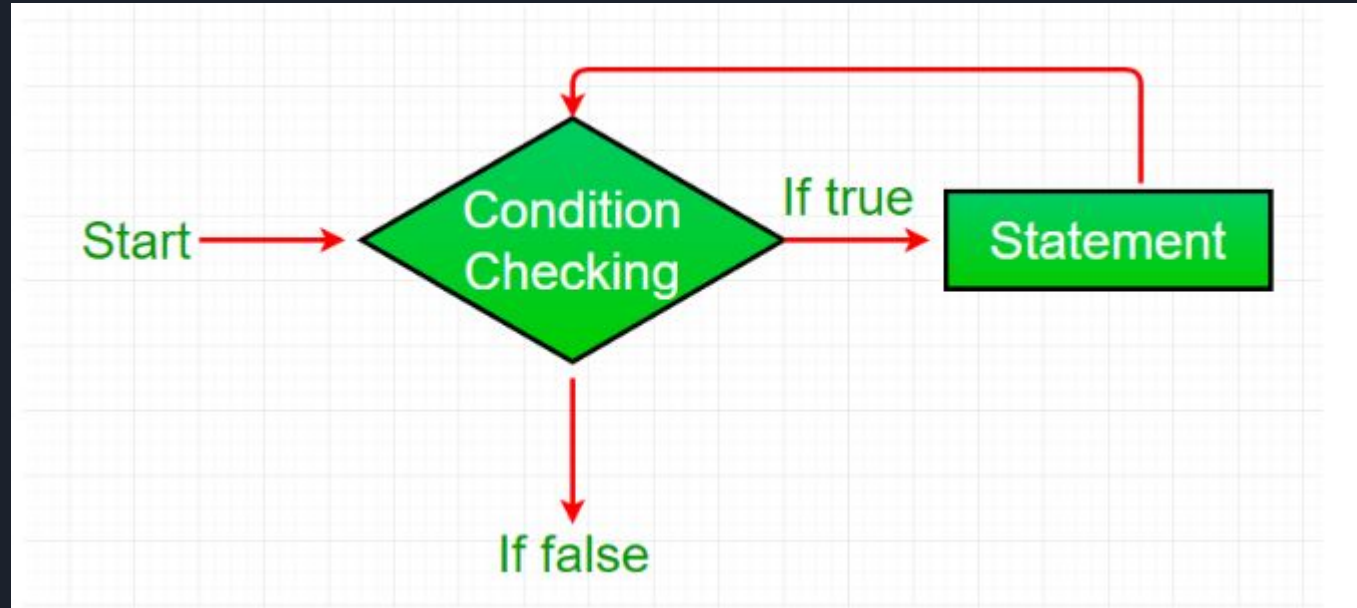 Start
Condition
Checking
If true
Statement
If false